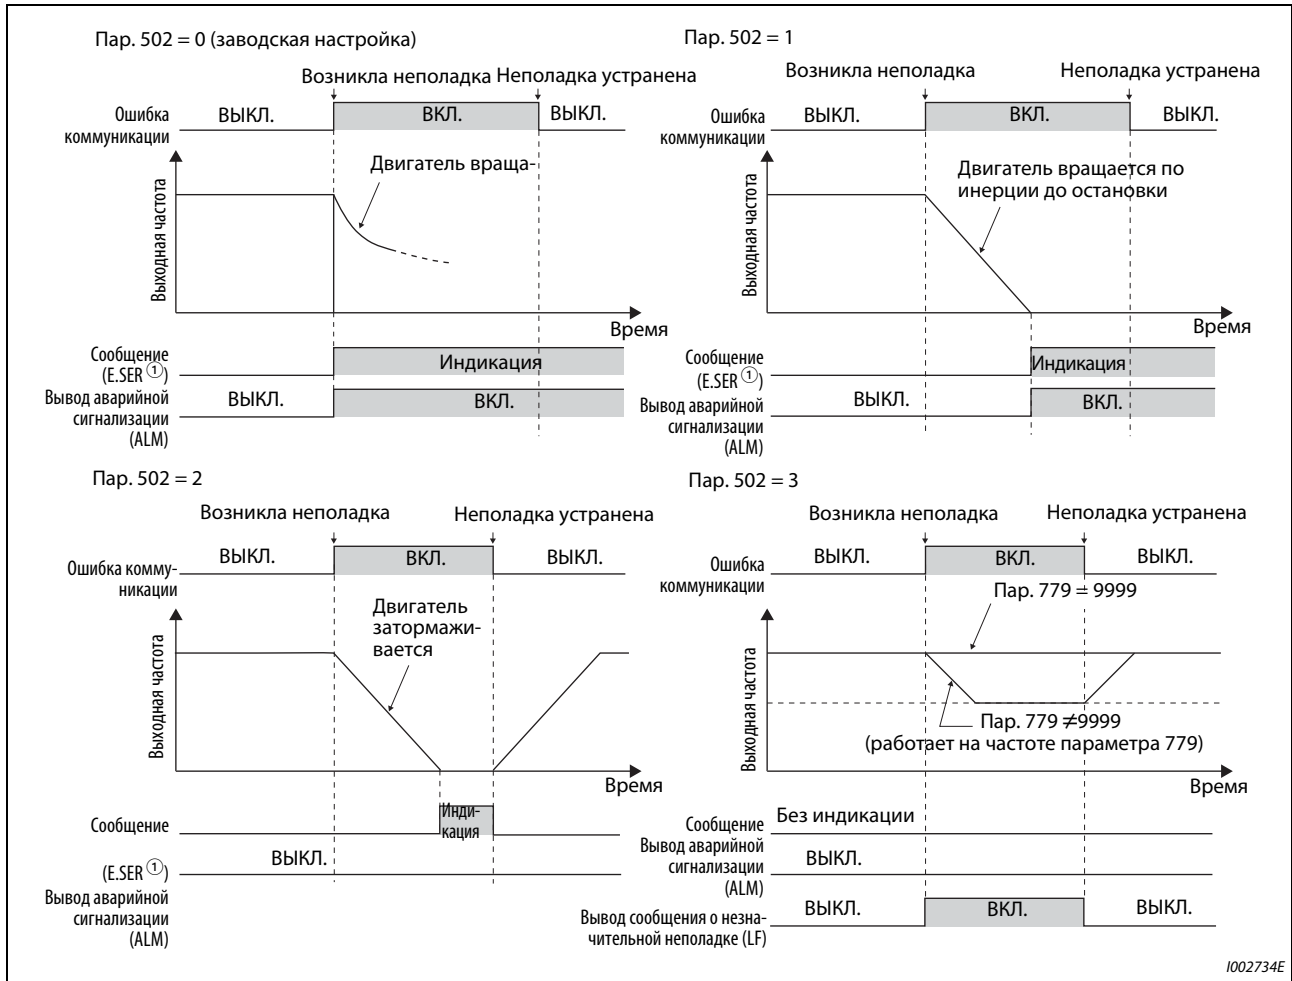 Пар. 502 = 0 (заводская настройка)
Возникла неполадка Неполадка устранена
Ошибка
коммуникации
ВЫКЛ.
ВКЛ.
ВЫКЛ.
Двигатель враща-
Выходная частота
Время
Сообщение
(E.SER ①)
Индикация
Вывод аварийной
сигнализации
(ALM)
ВЫКЛ.
ВКЛ.
Пар. 502 = 1
Возникла неполадка
Неполадка устранена
Ошибка
коммуникации
ВЫКЛ.
ВКЛ.
ВЫКЛ.
Двигатель вращается по
инерции до остановки
Выходная частота
Время
Сообщение
(E.SER ①)
Индикация
Вывод аварийной
сигнализации
(ALM)
ВЫКЛ.
ВКЛ.
Пар. 502 = 2
Возникла неполадка
Неполадка устранена
Ошибка комму-
никации
ВЫКЛ.
ВКЛ.
ВЫКЛ.
Двигатель
затормажи-
вается
Выходная частота
Время
Сообщение
Инди-
кация
(E.SER ①)
ВЫКЛ.
Вывод аварийной
сигнализации
(ALM)
Пар. 502 = 3
Возникла неполадка
Неполадка устранена
Ошибка
коммуникации
ВЫКЛ.
ВКЛ.
ВЫКЛ.
Пар. 779 = 9999
Выходная частота
Пар. 779 ≠9999
(работает на частоте параметра 779)
Время
Сообщение
Без индикации
Вывод аварийной
сигнализации
(ALM)
ВЫКЛ.
Вывод сообщения о незна-
чительной неполадке (LF)
ВЫКЛ.
ВКЛ.
ВЫКЛ.
I002734E